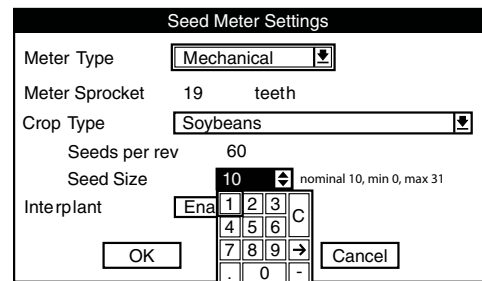 Seed Meter Settings
Meter Type Mechanical
Meter Sprocket 19 teeth
Crop Type Soybeans
Seeds per rev 60
Seed Size 10 nominal 10, min 0, max 31
Interplant Ena
1 2 3 C
4 5 6
7 8 9 →
. 0 -
OK Cancel